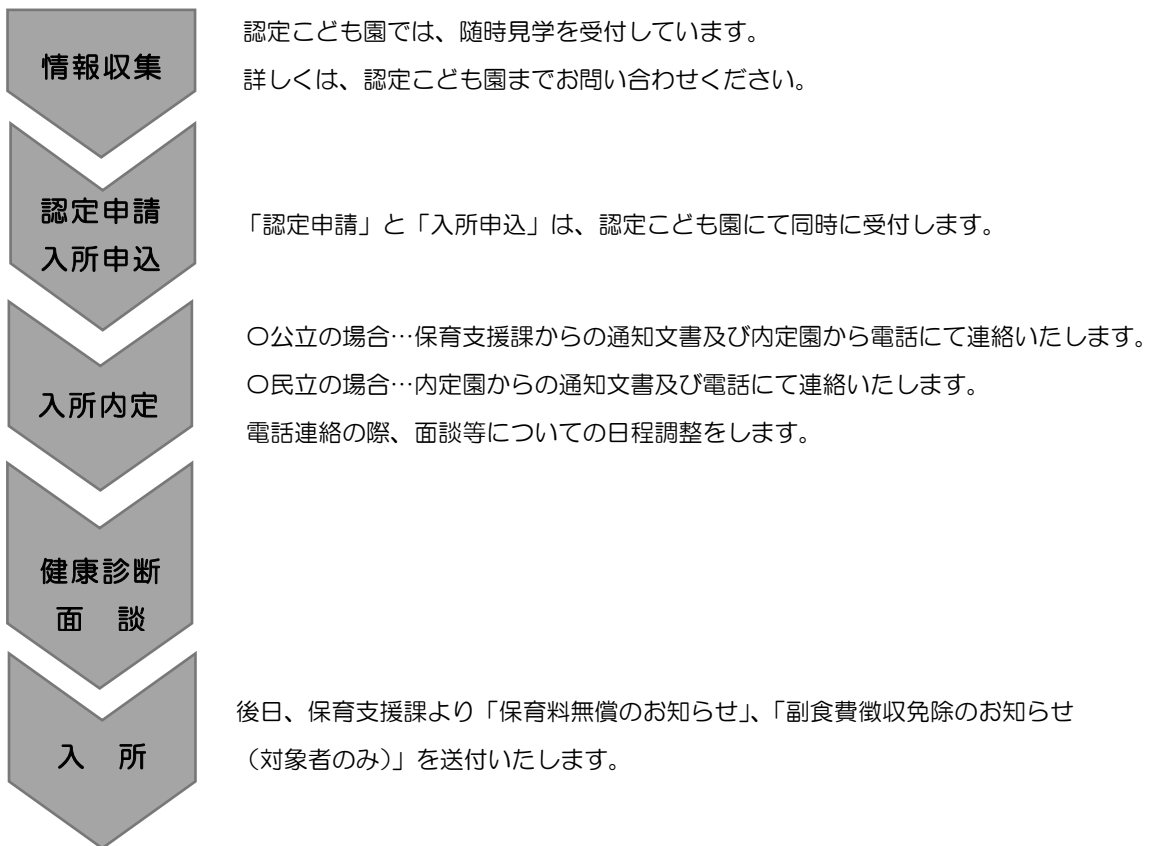 情報収集
認定こども園では、随時見学を受付しています。
詳しくは、認定こども園までお問い合わせください。
認定申請
入所申込
「認定申請」と「入所申込」は、認定こども園にて同時に受付します。
入所内定
〇公立の場合…保育支援課からの通知文書及び内定園から電話にて連絡いたします。
〇民立の場合…内定園からの通知文書及び電話にて連絡いたします。
電話連絡の際、面談等についての日程調整をします。
健康診断
面　談
入　所
後日、保育支援課より「保育料無償のお知らせ」、「副食費徴収免除のお知らせ
（対象者のみ）」を送付いたします。